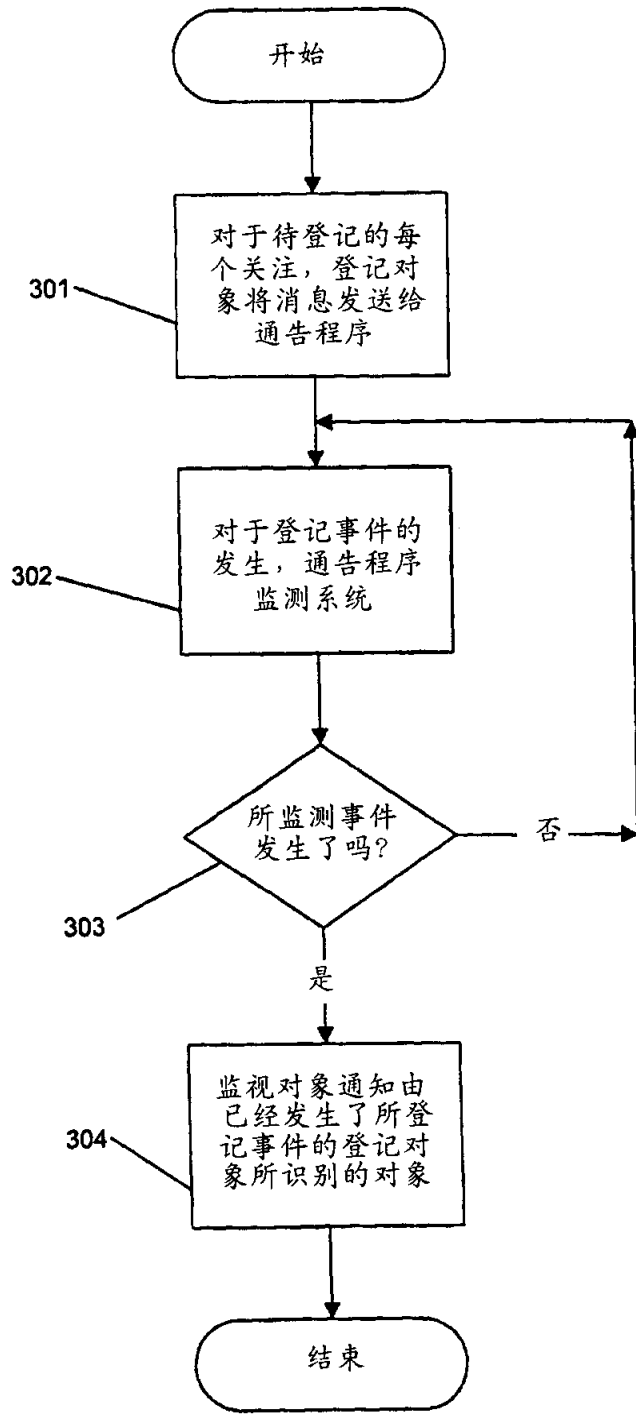 开始
对于待登记的每
个关注，登记对
象将消息发送给
通告程序
301
对于登记事件的
发生，通告程序
监测系统
302
所监测事件
发生了吗？
否
303
是
监视对象通知由
已经发生了所登
记事件的登记对
象所识别的对象
304
结束